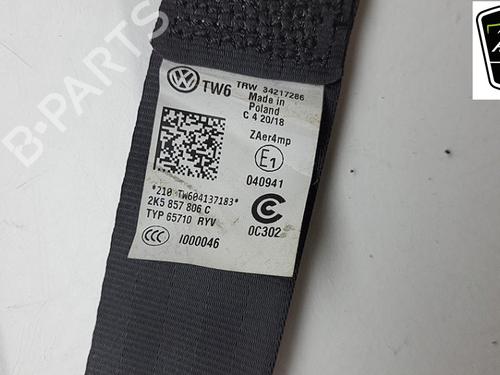 TW6
TRW 34217286
Made in
Poland
C 4 20/18
ZAer4mp
E1
040941
*210 TW604137183*
2K5 857 806 C
TYP 65710 RYV
0C302
CCC
I000046
B-PARTS